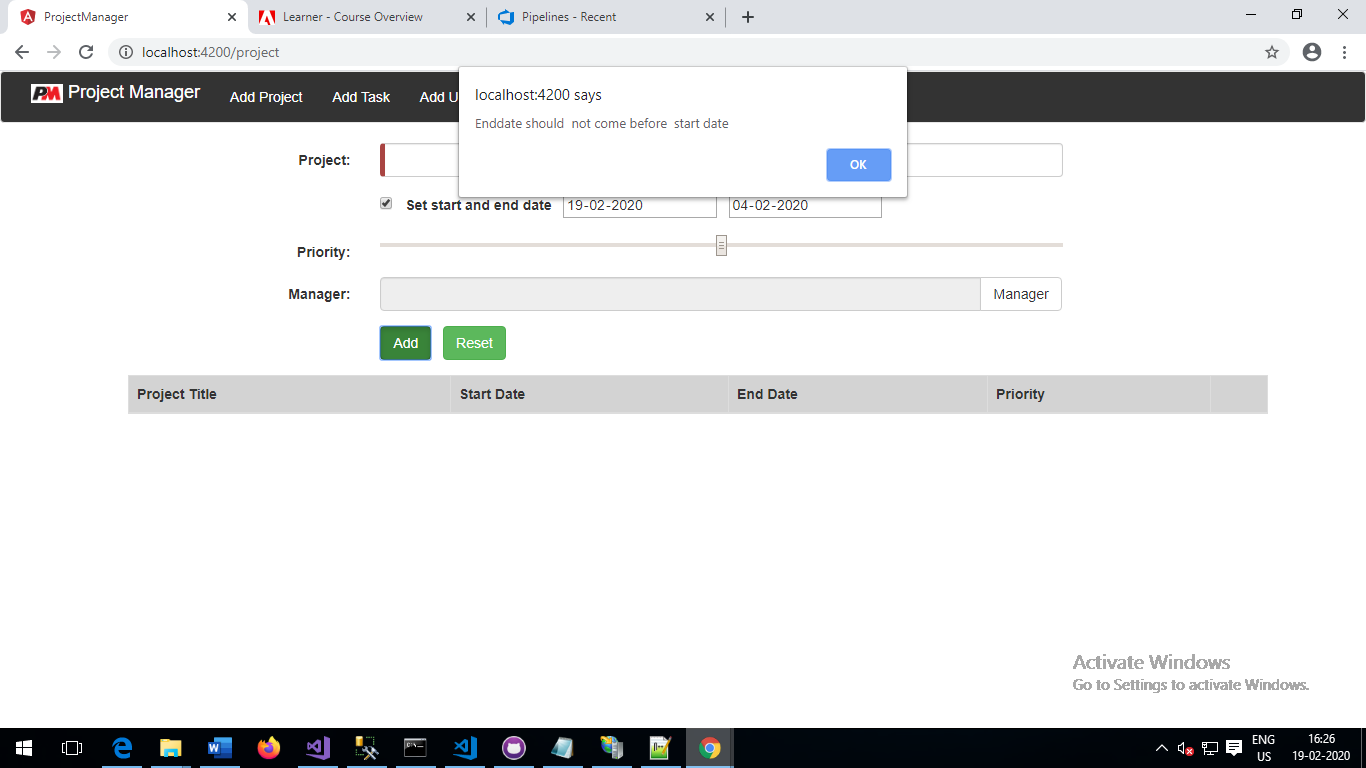 ProjectManager
Learner - Course Overview
Pipelines - Recent
localhost:4200/project
PM Project Manager
Add Project
Add Task
Add U
localhost:4200 says
Enddate should  not come before  start date
OK
Project:
Set start and end date
19-02-2020
04-02-2020
Priority:
Manager:
Manager
Add
Reset
Project Title
Start Date
End Date
Priority
Activate Windows
Go to Settings to activate Windows.
ENG
US
16:26
19-02-2020